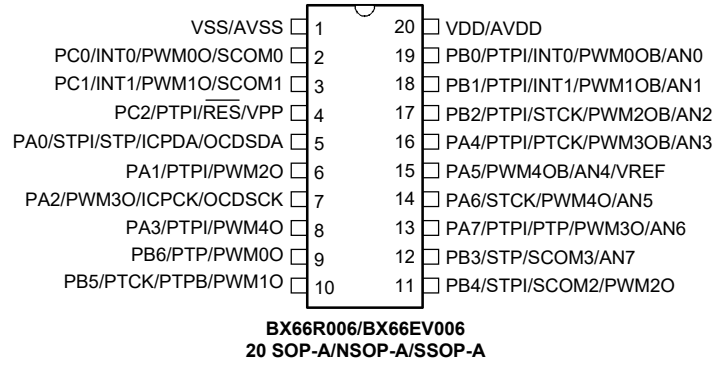 VSS/AVSS 1 20 VDD/AVDD
PC0/INT0/PWM0O/SCOM0 2 19 PB0/PTPI/INT0/PWM0OB/AN0
PC1/INT1/PWM1O/SCOM1 3 18 PB1/PTPI/INT1/PWM1OB/AN1
PC2/PTPI/RES/VPP 4 17 PB2/PTPI/STCK/PWM2OB/AN2
PA0/STPI/STP/ICPDA/OCDSDA 5 16 PA4/PTPI/PTCK/PWM3OB/AN3
PA1/PTPI/PWM2O 6 15 PA5/PWM4OB/AN4/VREF
PA2/PWM3O/ICPCK/OCDSCK 7 14 PA6/STCK/PWM4O/AN5
PA3/PTPI/PWM4O 8 13 PA7/PTPI/PTP/PWM3O/AN6
PB6/PTP/PWM0O 9 12 PB3/STP/SCOM3/AN7
PB5/PTCK/PTPB/PWM1O 10 11 PB4/STPI/SCOM2/PWM2O
BX66R006/BX66EV006
20 SOP-A/NSOP-A/SSOP-A